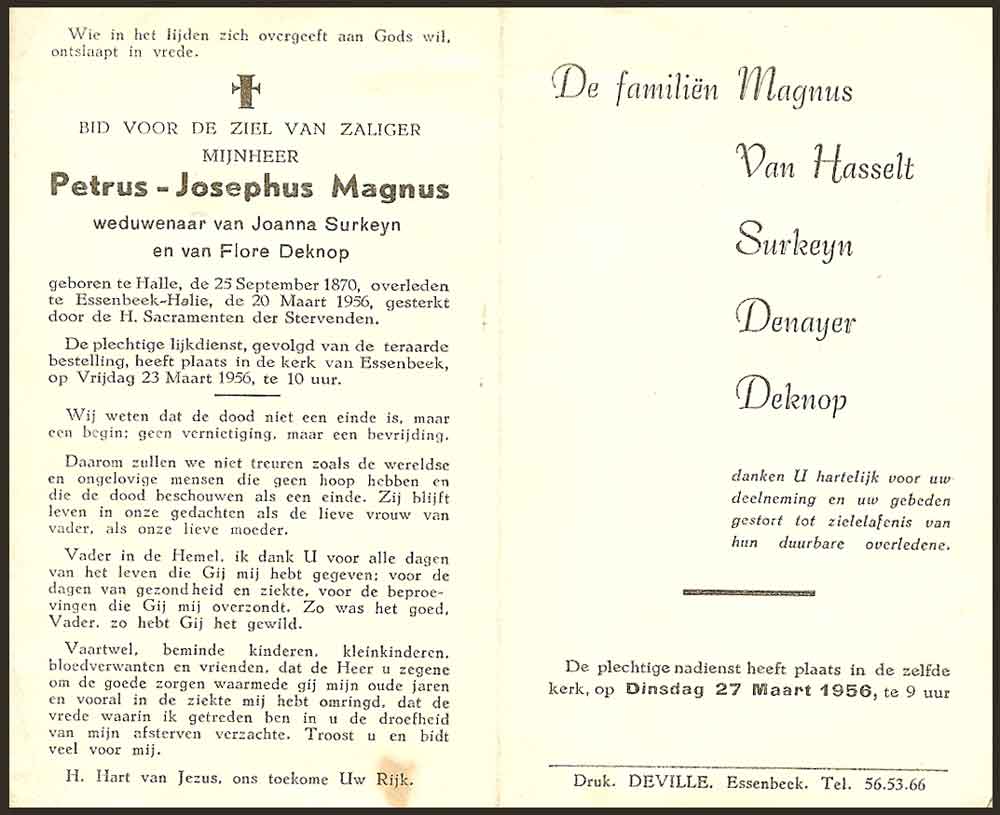 Wie in het lijden zich overgeeft aan Gods wil,
ontslaapt in vrede.
BID VOOR DE ZIEL VAN ZALIGER
MIJNHEER
Petrus - Josephus Magnus
weduwenaar van Joanna Surkeyn
en van Flore Deknop
geboren te Halle, de 25 September 1870, overleden
te Essenbeek-Halle, de 20 Maart 1956, gesterkt
door de H. Sacramenten der Stervenden.
De plechtige lijkdienst, gevolgd van de teraarde
bestelling, heeft plaats in de kerk van Essenbeek,
op Vrijdag 23 Maart 1956, te 10 uur.
Wij weten dat de dood niet een einde is, maar
een begin; geen vernietiging, maar een bevrijding.
Daarom zullen we niet treuren zoals de wereldse
en ongelovige mensen die geen hoop hebben en
die de dood beschouwen als een einde. Zij blijft
leven in onze gedachten als de lieve vrouw van
vader, als onze lieve moeder.
Vader in de Hemel, ik dank U voor alle dagen
van het leven die Gij mij hebt gegeven; voor de
dagen van gezondheid en ziekte, voor de beproe-
vingen die Gij mij overzondt. Zo was het goed,
Vader, zo hebt Gij het gewild.
Vaartwel, beminde kinderen, kleinkinderen,
bloedverwanten en vrienden, dat de Heer u zegene
om de goede zorgen waarmede gij mijn oude jaren
en vooral in de ziekte mij hebt omringd, dat de
vrede waarin ik getreden ben in u de droefheid
van mijn afsterven verzachte. Troost u en bidt
veel voor mij.
H. Hart van Jezus, ons toekome Uw Rijk.
De familiën Magnus
Van Hasselt
Surkeyn
Denayer
Deknop
danken U hartelijk voor uw
deelneming en uw gebeden
gestort tot zielelafenis van
hun duurbare overledene.
De plechtige nadienst heeft plaats in de zelfde
kerk, op Dinsdag 27 Maart 1956, te 9 uur
Druk. DEVILLE, Essenbeek. Tel. 56.53.66